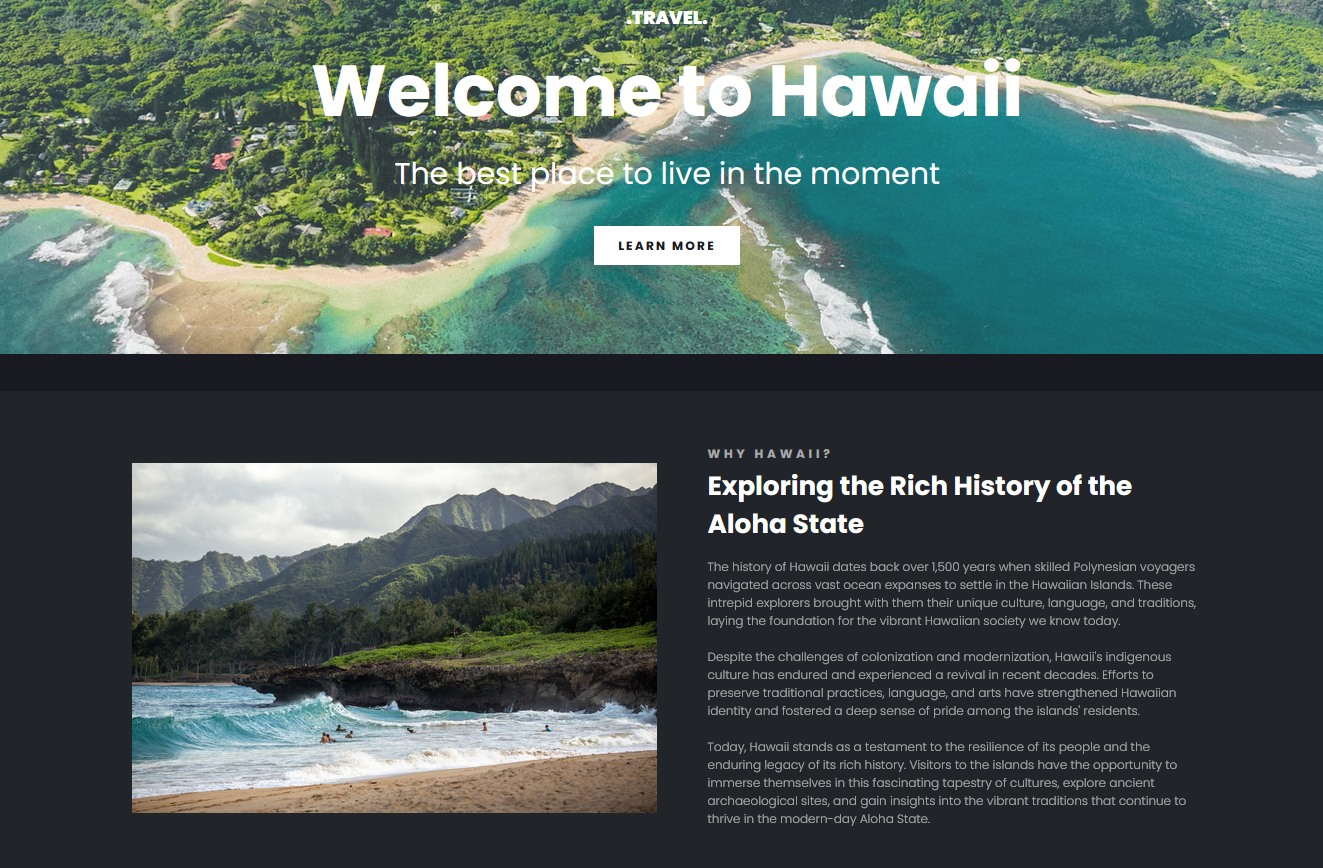 .TRAVEL.
Welcome to Hawaii
The best place to live in the moment
LEARN MORE
WHY HAWAII?
Exploring the Rich History of the
Aloha State
The history of Hawaii dates back over 1,500 years when skilled Polynesian voyagers
navigated across vast ocean expanses to settle in the Hawaiian Islands. These
intrepid explorers brought with them their unique culture, language, and traditions,
laying the foundation for the vibrant Hawaiian society we know today.
Despite the challenges of colonization and modernization, Hawaii's indigenous
culture has endured and experienced a revival in recent decades. Efforts to
preserve traditional practices, language, and arts have strengthened Hawaiian
identity and fostered a deep sense of pride among the islands' residents.
Today, Hawaii stands as a testament to the resilience of its people and the
enduring legacy of its rich history. Visitors to the islands have the opportunity to
immerse themselves in this fascinating tapestry of cultures, explore ancient
archaeological sites, and gain insights into the vibrant traditions that continue to
thrive in the modern-day Aloha State.